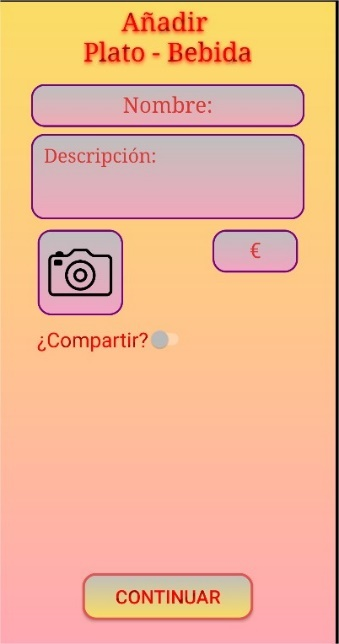 Añadir
Plato - Bebida
Nombre:
Descripción:
€
¿Compartir?
CONTINUAR